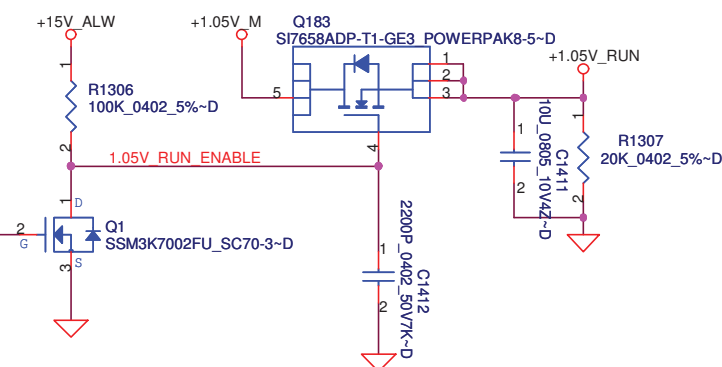 +15V_ALW
+1.05V_M
Q183
SI7658ADP-T1-GE3_POWERPAK8-5~D
+1.05V_RUN
1
R1306
100K_0402_5%~D
2
5
1
2
3
4
1
10U_0805_10V4Z~D
C1411
2
1
R1307
20K_0402_5%~D
2
1.05V_RUN_ENABLE
1
D
2
G
Q1
SSM3K7002FU_SC70-3~D
3
S
1
2200P_0402_50V7K~D
C1412
2